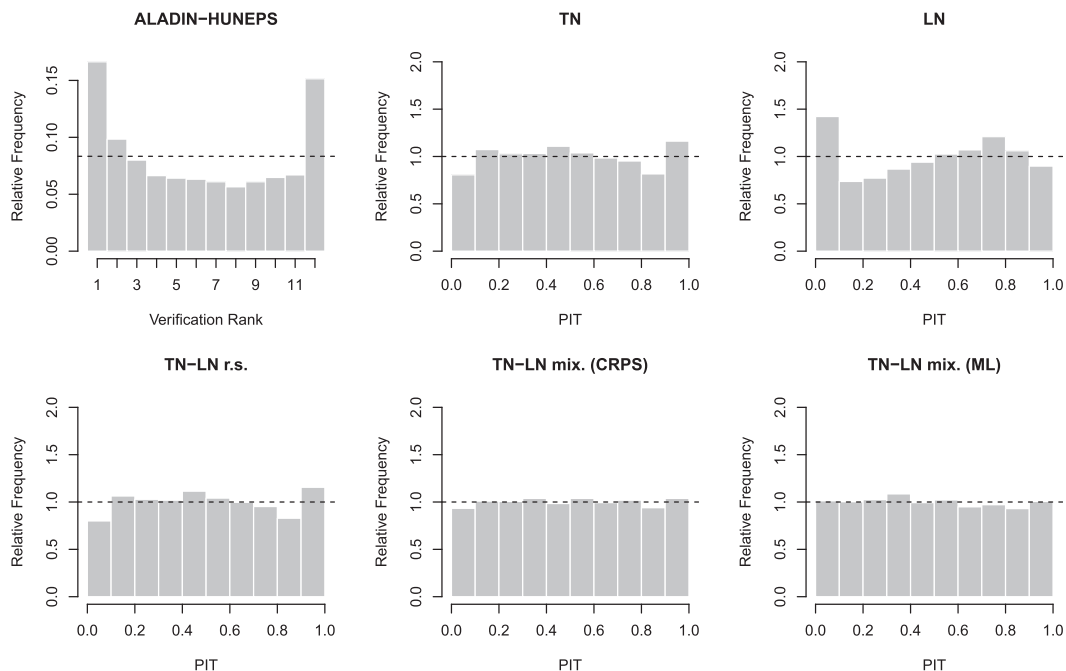 ALADIN−HUNEPS
TN
LN
Relative Frequency
0.00 0.05 0.10 0.15
1 3 5 7 9 11
Verification Rank
Relative Frequency
0.0 0.5 1.0 1.5 2.0
0.0 0.2 0.4 0.6 0.8 1.0
PIT
Relative Frequency
0.0 0.5 1.0 1.5 2.0
0.0 0.2 0.4 0.6 0.8 1.0
PIT
TN−LN r.s.
TN−LN mix. (CRPS)
TN−LN mix. (ML)
Relative Frequency
0.0 0.5 1.0 1.5 2.0
0.0 0.2 0.4 0.6 0.8 1.0
PIT
Relative Frequency
0.0 0.5 1.0 1.5 2.0
0.0 0.2 0.4 0.6 0.8 1.0
PIT
Relative Frequency
0.0 0.5 1.0 1.5 2.0
0.0 0.2 0.4 0.6 0.8 1.0
PIT